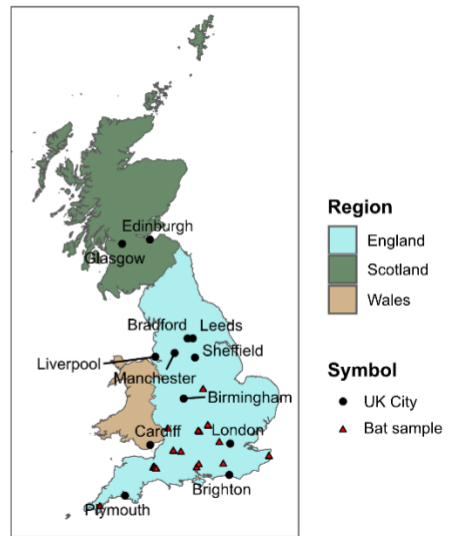 Edinburgh
Glasgow
Bradford Leeds
Liverpool Sheffield
Manchester
Birmingham
Cardiff London
Brighton
Plymouth
Region
England
Scotland
Wales
Symbol
UK City
Bat sample